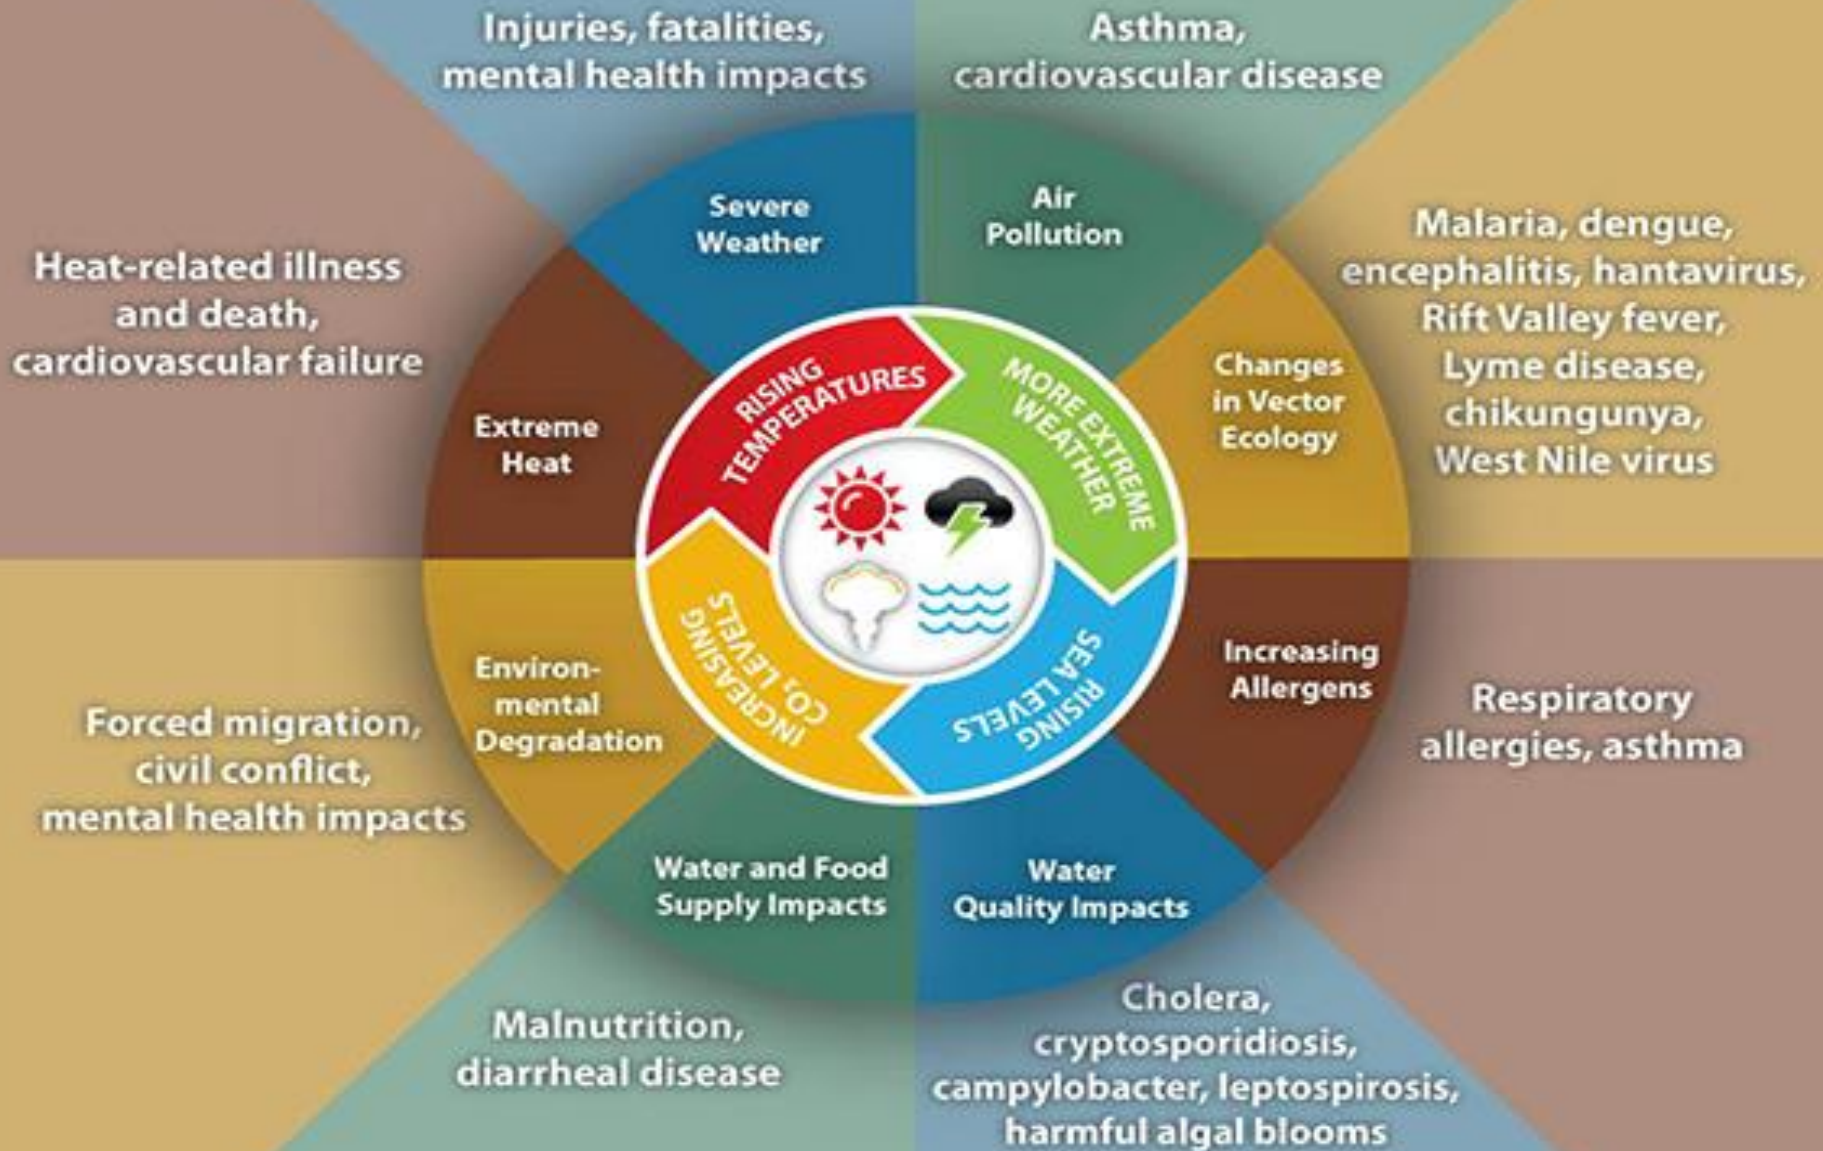 Injuries, fatalities,
mental health impacts
Asthma,
cardiovascular disease
Severe
Weather
Air
Pollution
Heat-related illness
and death,
cardiovascular failure
Extreme
Heat
Changes
in Vector
Ecology
Malaria, dengue,
encephalitis, hantavirus,
Rift Valley fever,
Lyme disease,
chikungunya,
West Nile virus
RISING
TEMPERATURES
MORE EXTREME
WEATHER
INCREASING
CO₂ LEVELS
RISING
SEA LEVELS
Environ-
mental
Degradation
Increasing
Allergens
Forced migration,
civil conflict,
mental health impacts
Respiratory
allergies, asthma
Water and Food
Supply Impacts
Water
Quality Impacts
Malnutrition,
diarrheal disease
Cholera,
cryptosporidiosis,
campylobacter, leptospirosis,
harmful algal blooms